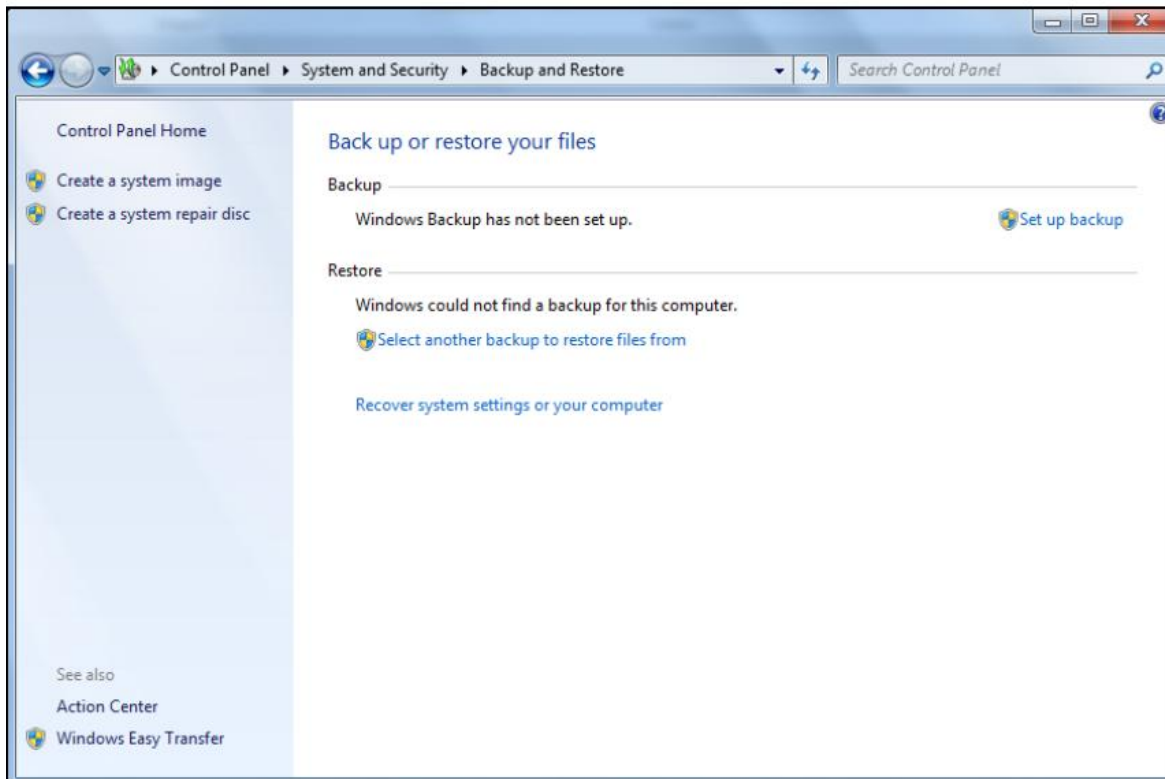 Control Panel System and Security Backup and Restore
Search Control Panel
Control Panel Home
Create a system image
Create a system repair disc
Back up or restore your files
Backup
Windows Backup has not been set up.
Set up backup
Restore
Windows could not find a backup for this computer.
Select another backup to restore files from
Recover system settings or your computer
See also
Action Center
Windows Easy Transfer